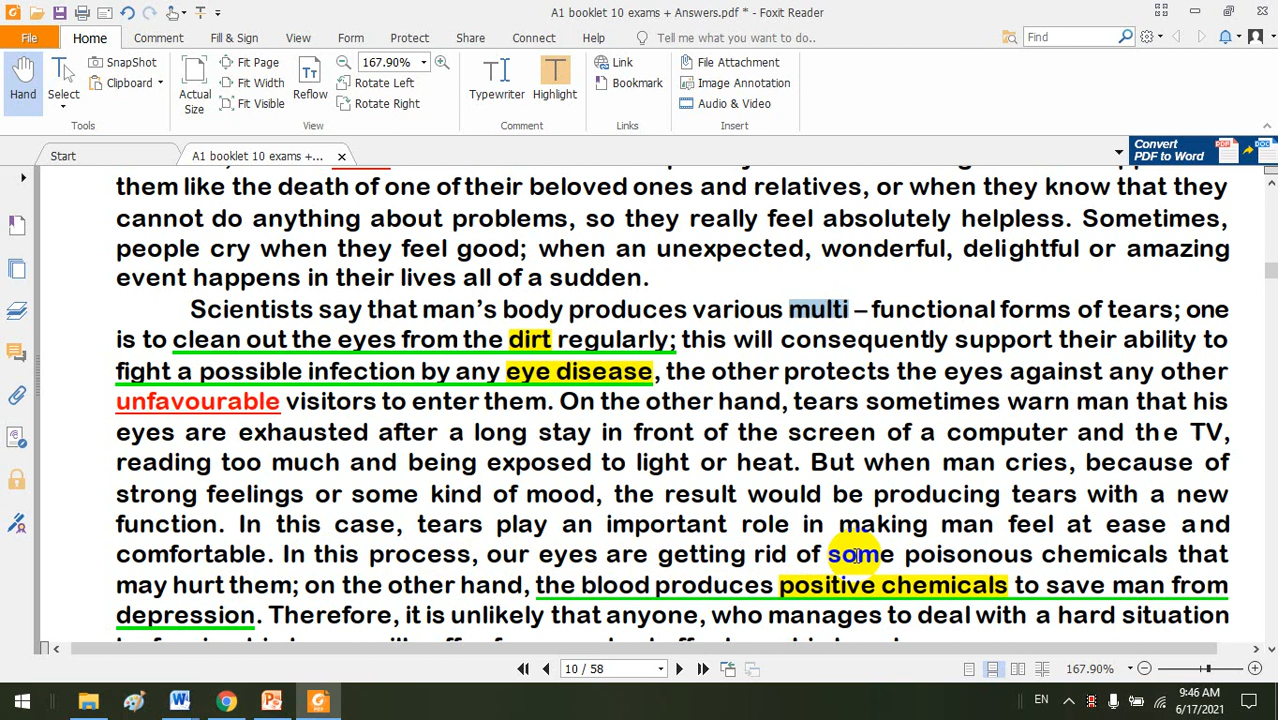 A1 booklet 10 exams + Answers.pdf * - Foxit Reader
File Home Comment Fill & Sign View Form Protect Share Connect Help Tell me what you want to do.. Find
Hand
Select
SnapShot
Clipboard
Tools
Actual Size
Fit Page
Fit Width
Fit Visible
Reflow
167.90%
Rotate Left
Rotate Right
View
Typewriter
Highlight
Comment
Link
Bookmark
Links
File Attachment
Image Annotation
Audio & Video
Insert
Start
A1 booklet 10 exams +...
Convert
PDF to Word
them like the death of one of their beloved ones and relatives, or when they know that they
cannot do anything about problems, so they really feel absolutely helpless. Sometimes,
people cry when they feel good; when an unexpected, wonderful, delightful or amazing
event happens in their lives all of a sudden.
Scientists say that man's body produces various multi – functional forms of tears; one
is to clean out the eyes from the dirt regularly; this will consequently support their ability to
fight a possible infection by any eye disease, the other protects the eyes against any other
unfavourable visitors to enter them. On the other hand, tears sometimes warn man that his
eyes are exhausted after a long stay in front of the screen of a computer and the TV,
reading too much and being exposed to light or heat. But when man cries, because of
strong feelings or some kind of mood, the result would be producing tears with a new
function. In this case, tears play an important role in making man feel at ease and
comfortable. In this process, our eyes are getting rid of some poisonous chemicals that
may hurt them; on the other hand, the blood produces positive chemicals to save man from
depression. Therefore, it is unlikely that anyone, who manages to deal with a hard situation
10 / 58
167.90%
EN
9:46 AM
6/17/2021